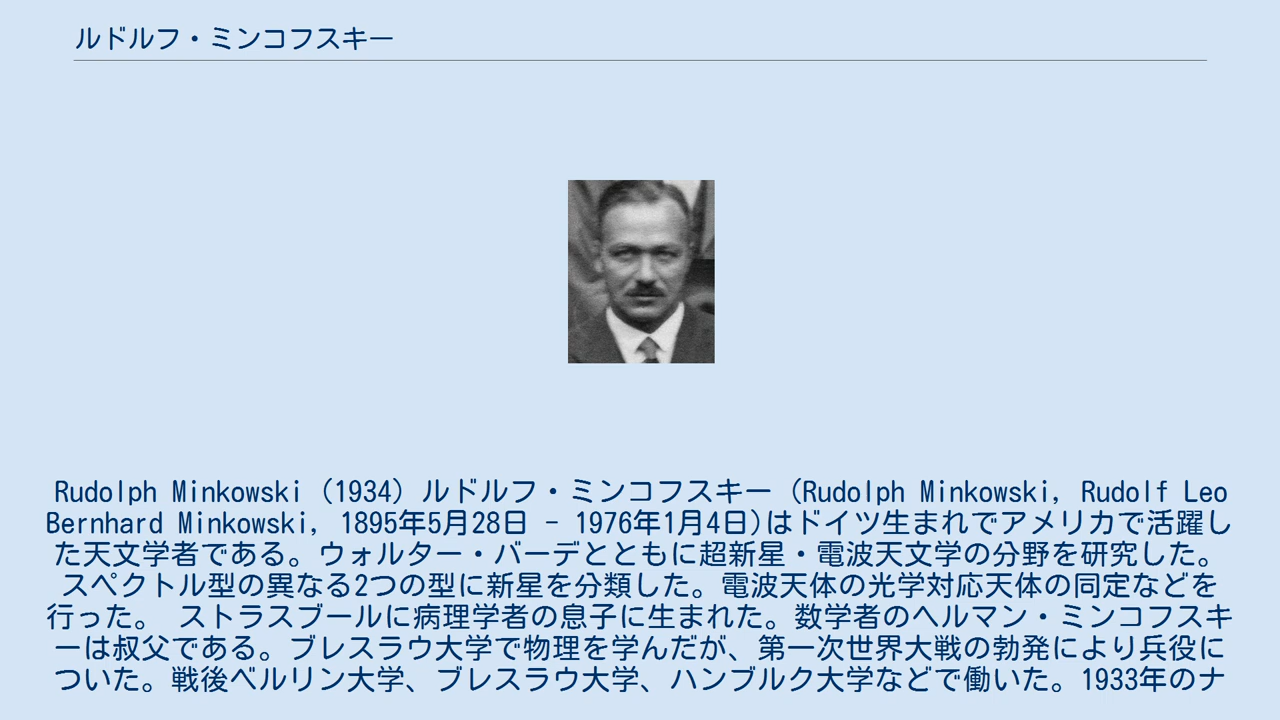 ルドルフ・ミンコフスキー
Rudolph Minkowski (1934) ルドルフ・ミンコフスキー (Rudolph Minkowski, Rudolf Leo
Bernhard Minkowski, 1895年5月28日 - 1976年1月4日)はドイツ生まれでアメリカで活躍し
た天文学者である。ウォルター・バーデとともに超新星・電波天文学の分野を研究した。
スペクトル型の異なる2つの型に新星を分類した。電波天体の光学対応天体の同定などを
行った。 ストラスブールに病理学者の息子に生まれた。数学者のヘルマン・ミンコフスキ
ーは叔父である。ブレスラウ大学で物理を学んだが、第一次世界大戦の勃発により兵役に
ついた。戦後ベルリン大学、ブレスラウ大学、ハンブルク大学などで働いた。1933年のナ